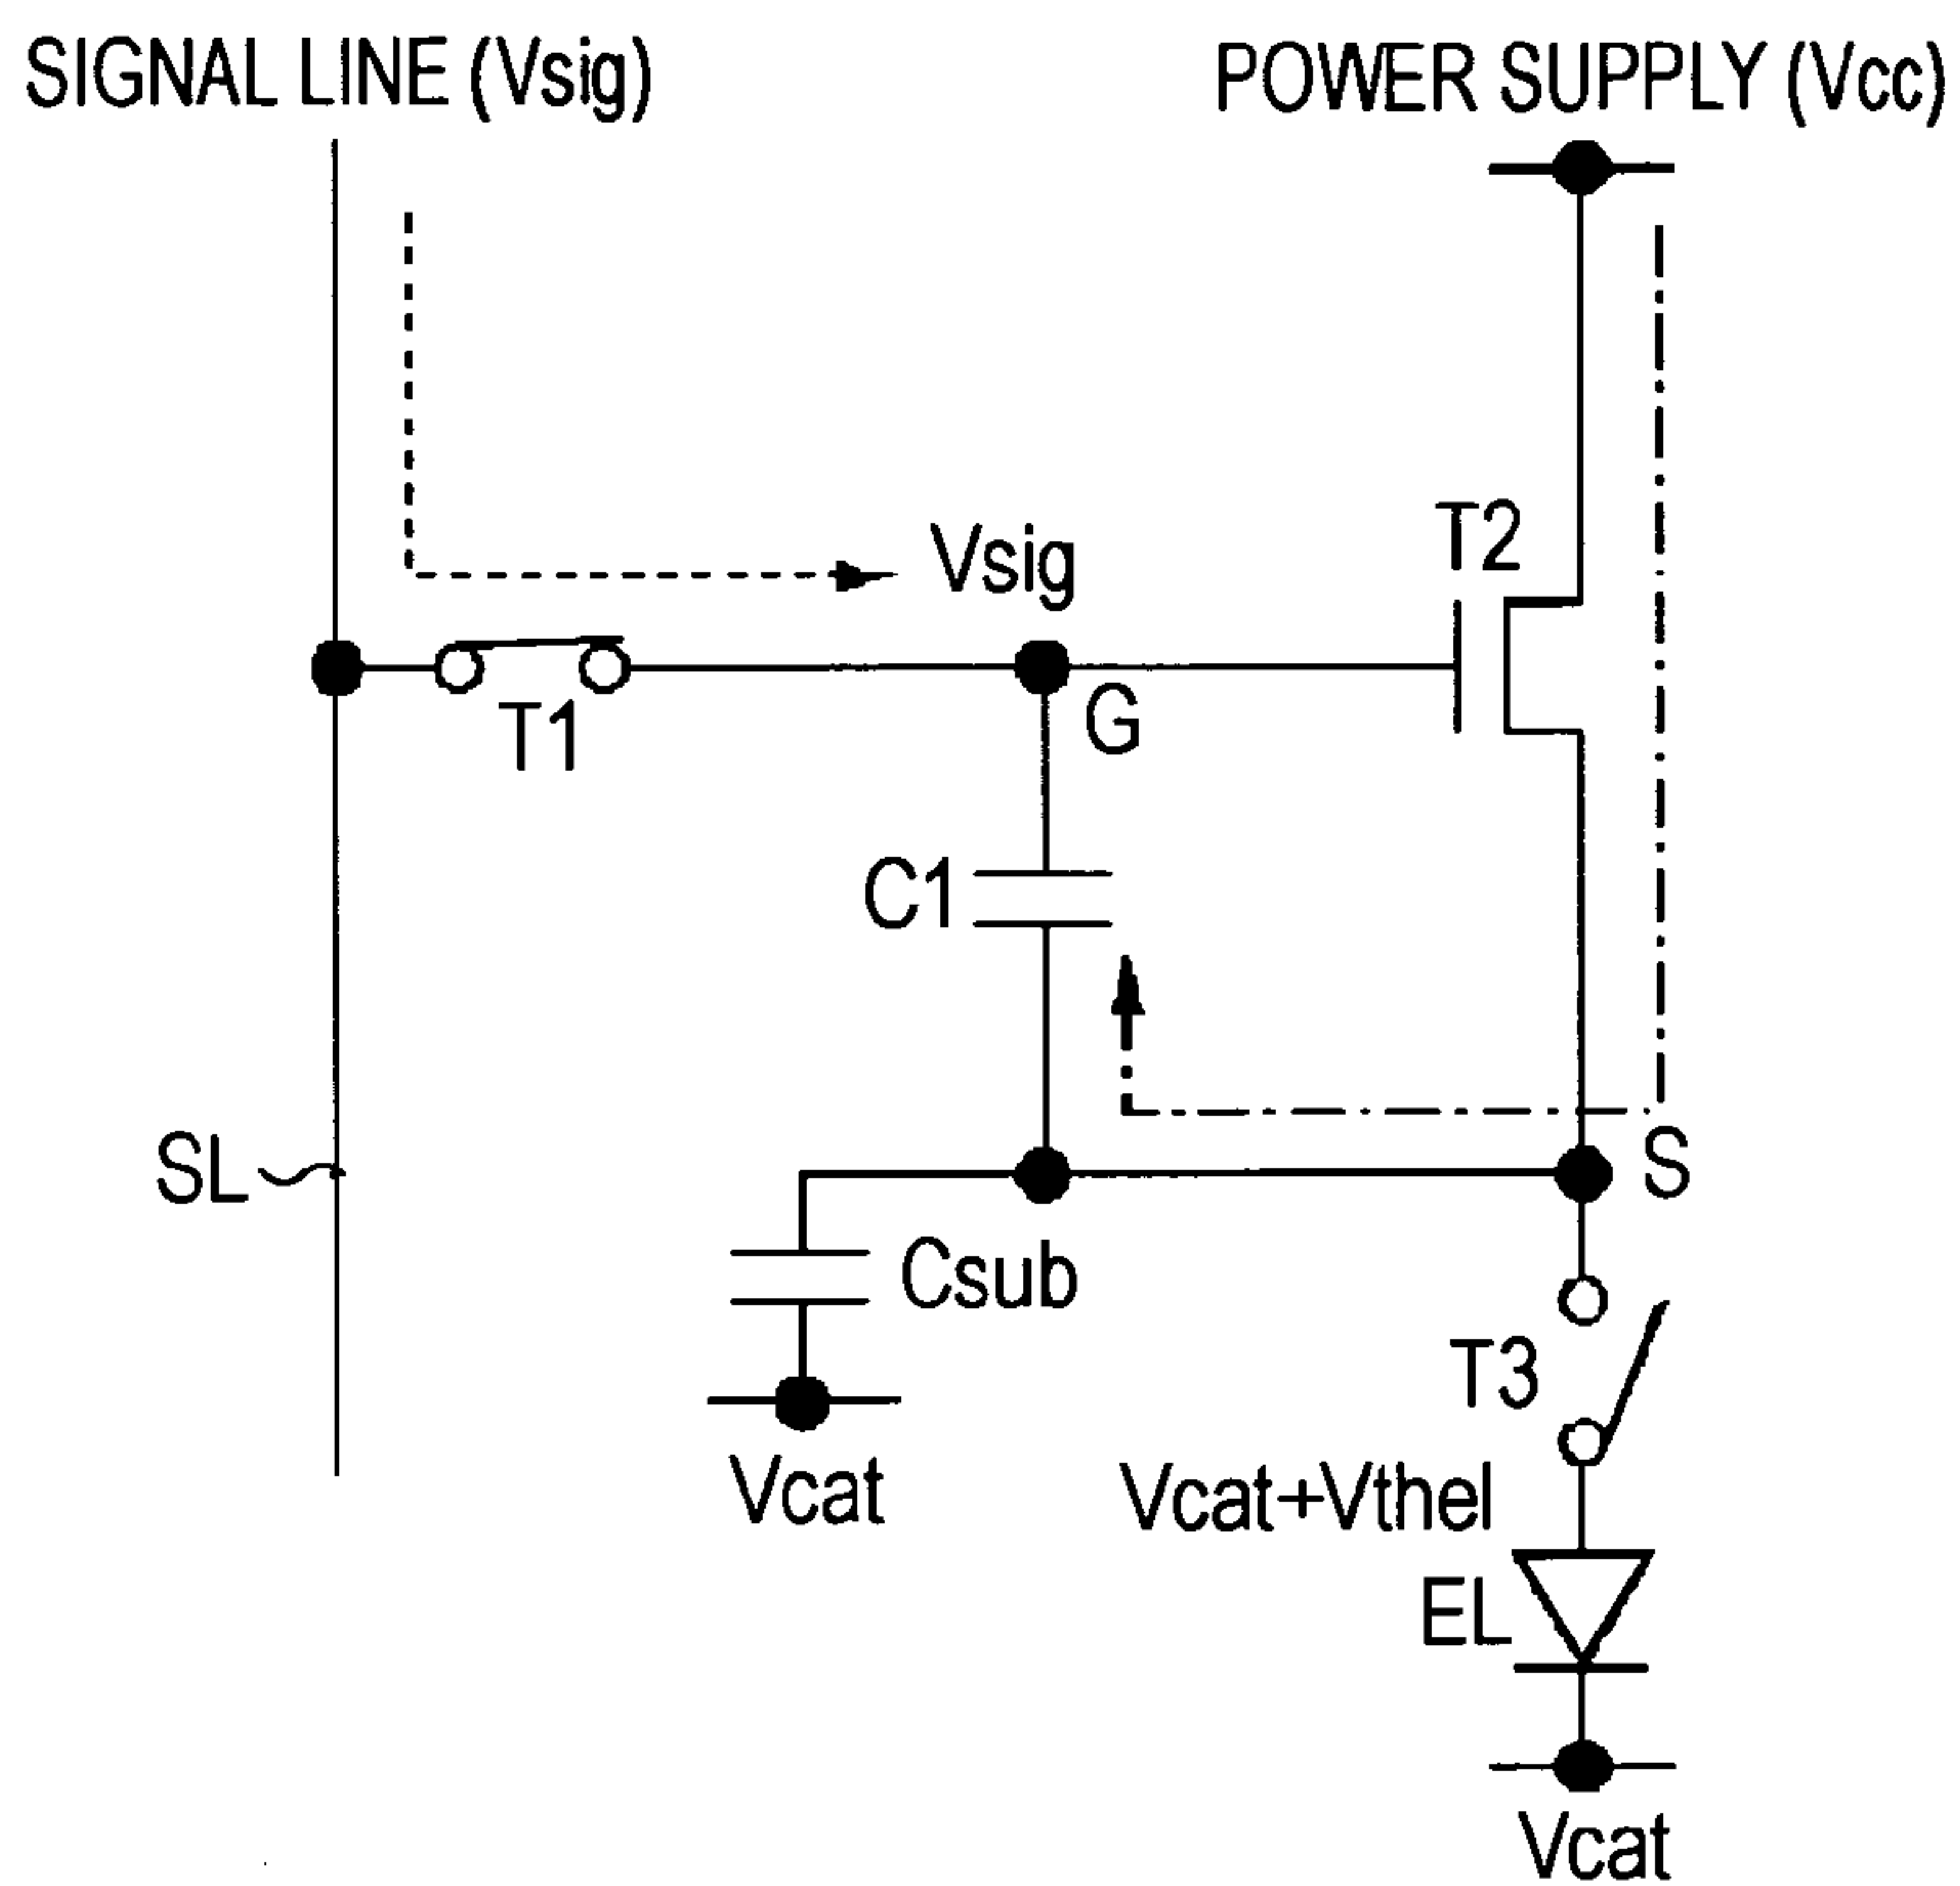 SIGNAL LINE (Vsig)
POWER SUPPLY (Vcc)
T2
Vsig
T1
G
C1
SL
S
Csub
T3
Vcat
Vcat+Vthel
EL
Vcat